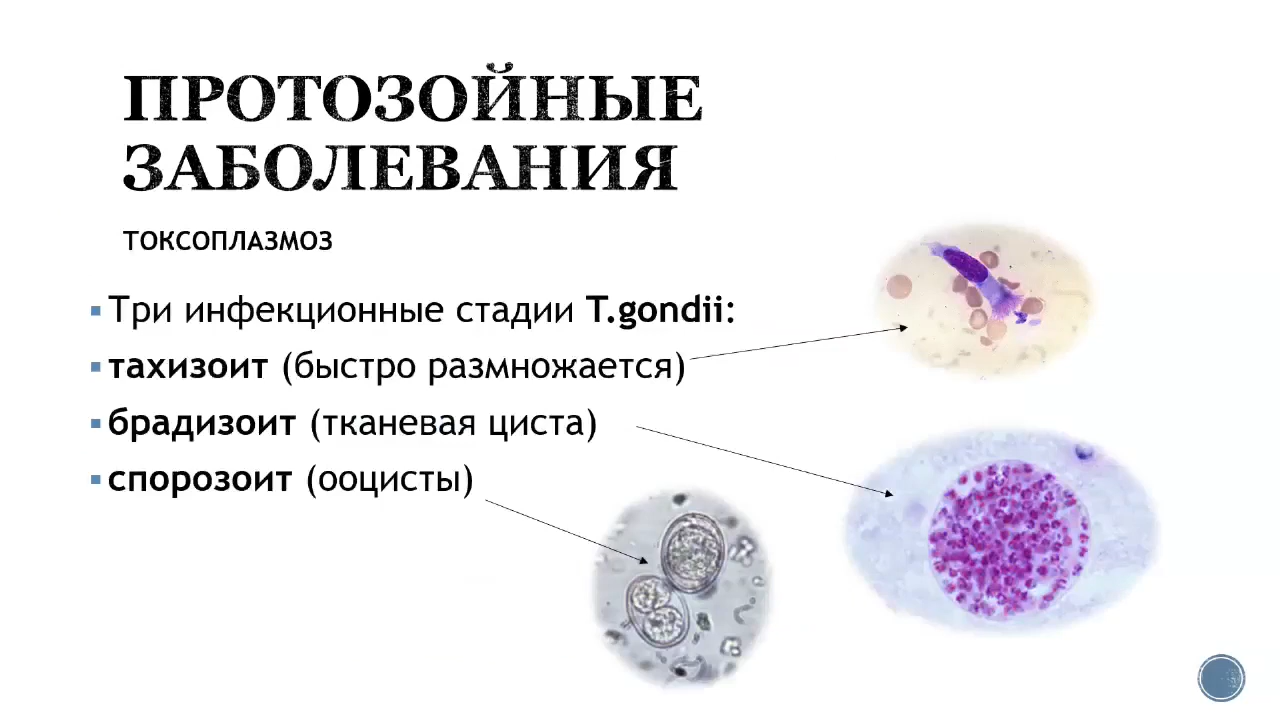 ПРОТОЗОЙНЫЕ
ЗАБОЛЕВАНИЯ
ТОКСОПЛАЗМОЗ
▪ Три инфекционные стадии T.gondii:
▪ тахизоит (быстро размножается)
▪ брадизоит (тканевая циста)
▪ спорозоит (ооцисты)